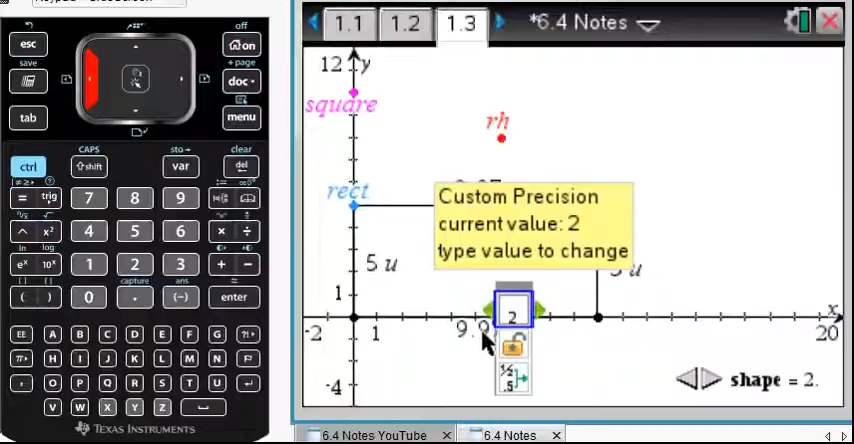 1.1 1.2 1.3 *6.4 Notes
12 y
square
rh
rect
Custom Precision
current value: 2
type value to change
5 u
1
2
-2 1
x
20
-4
shape = 2.
6.4 Notes YouTube × 6.4 Notes ×
off
esc on
save + page
doc
tab menu
CAPS sto→ clear
ctrl ⇧shift var del
= trig 7 8 9
^ x² 4 5 6 × ÷
ln log
eˣ 10ˣ 1 2 3 + −
capture ans
( ) 0 . (−) enter
EE A B C D E F G ?!▸
π▸ H I J K L M N
, O P Q R S T U ↵
V W X Y Z
TEXAS INSTRUMENTS